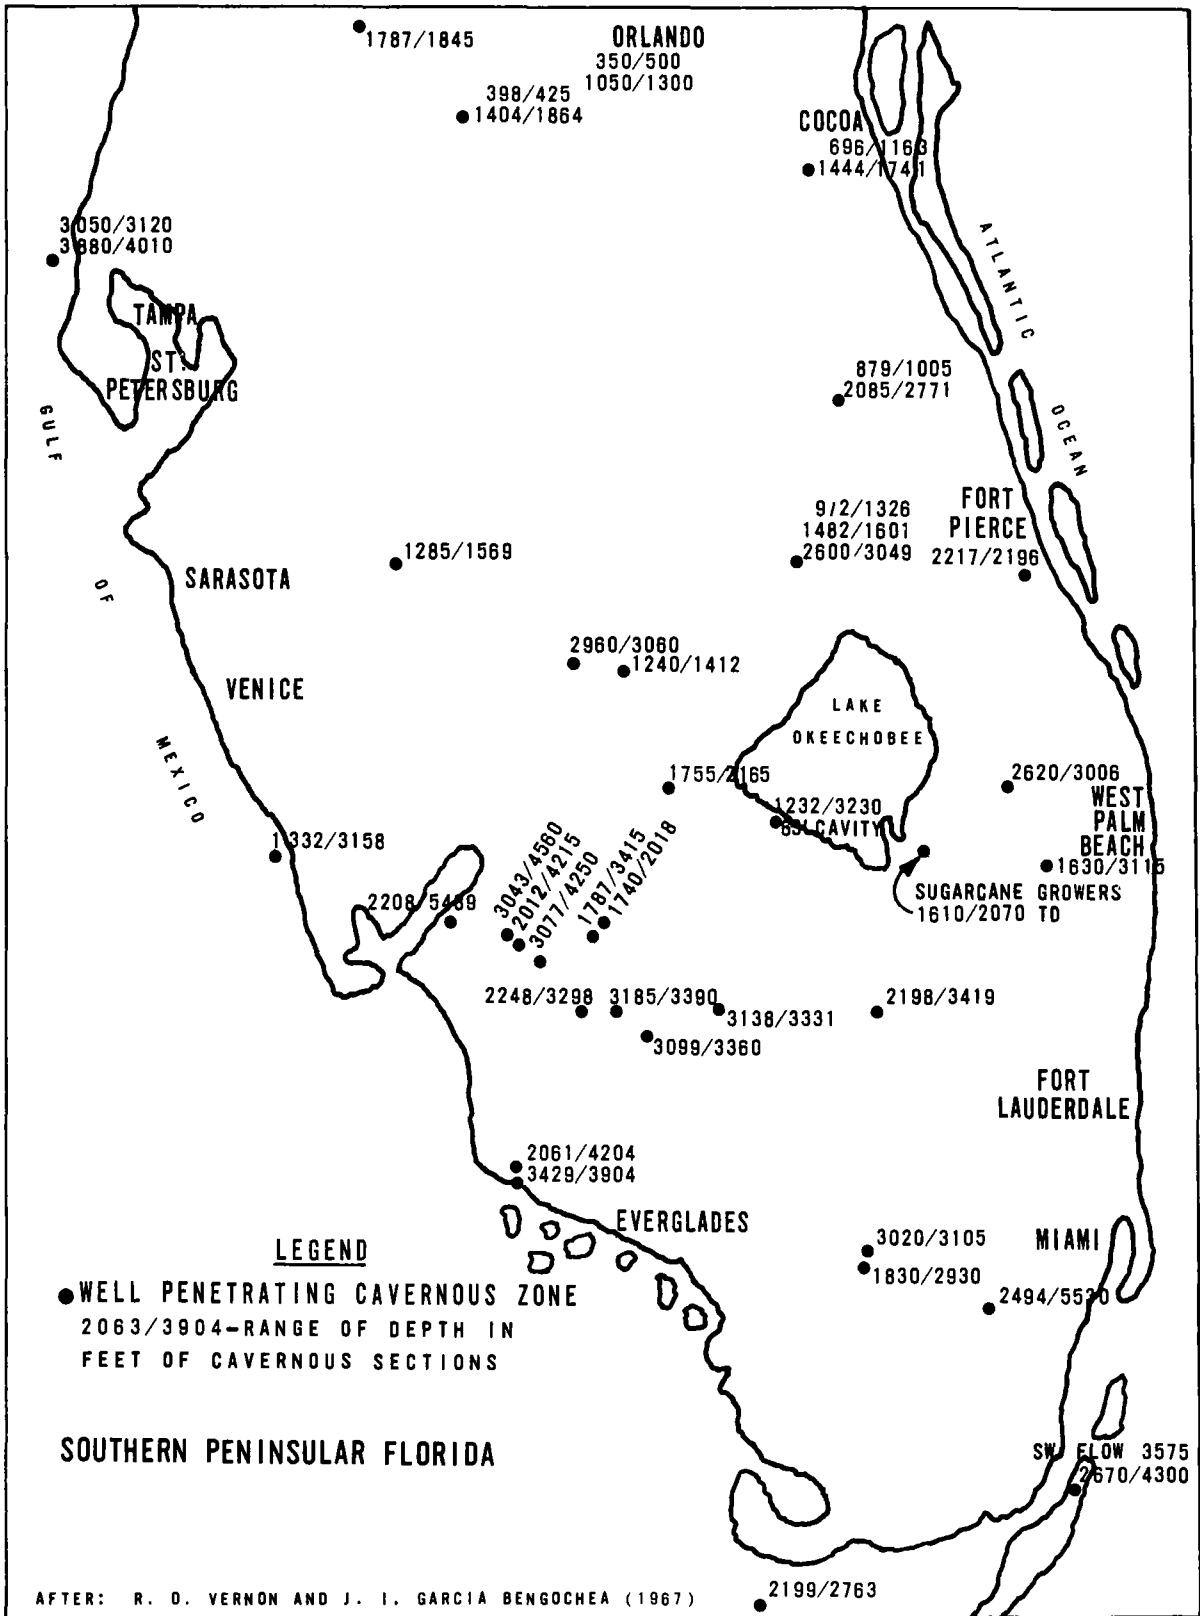 1787/1845
ORLANDO
350/500
1050/1300
398/425
1404/1864
COCOA
696/1163
1444/1741
3050/3120
3880/4010
TAMPA
ST.
PETERSBURG
GULF
OF
MEXICO
ATLANTIC
OCEAN
879/1005
2085/2771
FORT
PIERCE
2217/2196
972/1326
1482/1601
2600/3049
1285/1569
SARASOTA
2960/3060
1240/1412
VENICE
LAKE
OKEECHOBEE
1755/2165
1232/3230
CAVITY
2620/3006
WEST
PALM
BEACH
1630/3115
SUGARCANE GROWERS
1610/2070 TD
1332/3158
2208/5489
3043/4560
2012/4215
3077/4250
1787/3415
1740/2018
2248/3298
3185/3390
3138/3331
3099/3360
2198/3419
FORT
LAUDERDALE
2061/4204
3429/3904
EVERGLADES
3020/3105
1830/2930
MIAMI
2494/5530
LEGEND
WELL PENETRATING CAVERNOUS ZONE
2063/3904-RANGE OF DEPTH IN
FEET OF CAVERNOUS SECTIONS
SOUTHERN PENINSULAR FLORIDA
SW FLOW 3575
2670/4300
2199/2763
AFTER: R. O. VERNON AND J. I. GARCIA BENGOCHEA (1967)